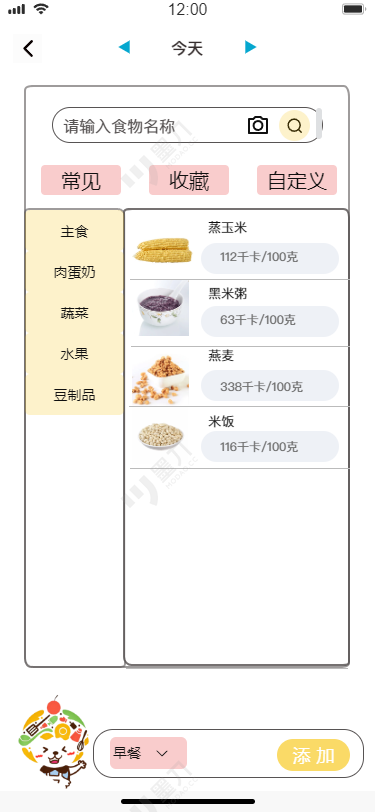 12:00
今天
请输入食物名称
常见
收藏
自定义
主食
肉蛋奶
蔬菜
水果
豆制品
蒸玉米
112千卡/100克
黑米粥
63千卡/100克
燕麦
338千卡/100克
米饭
116千卡/100克
早餐
添加